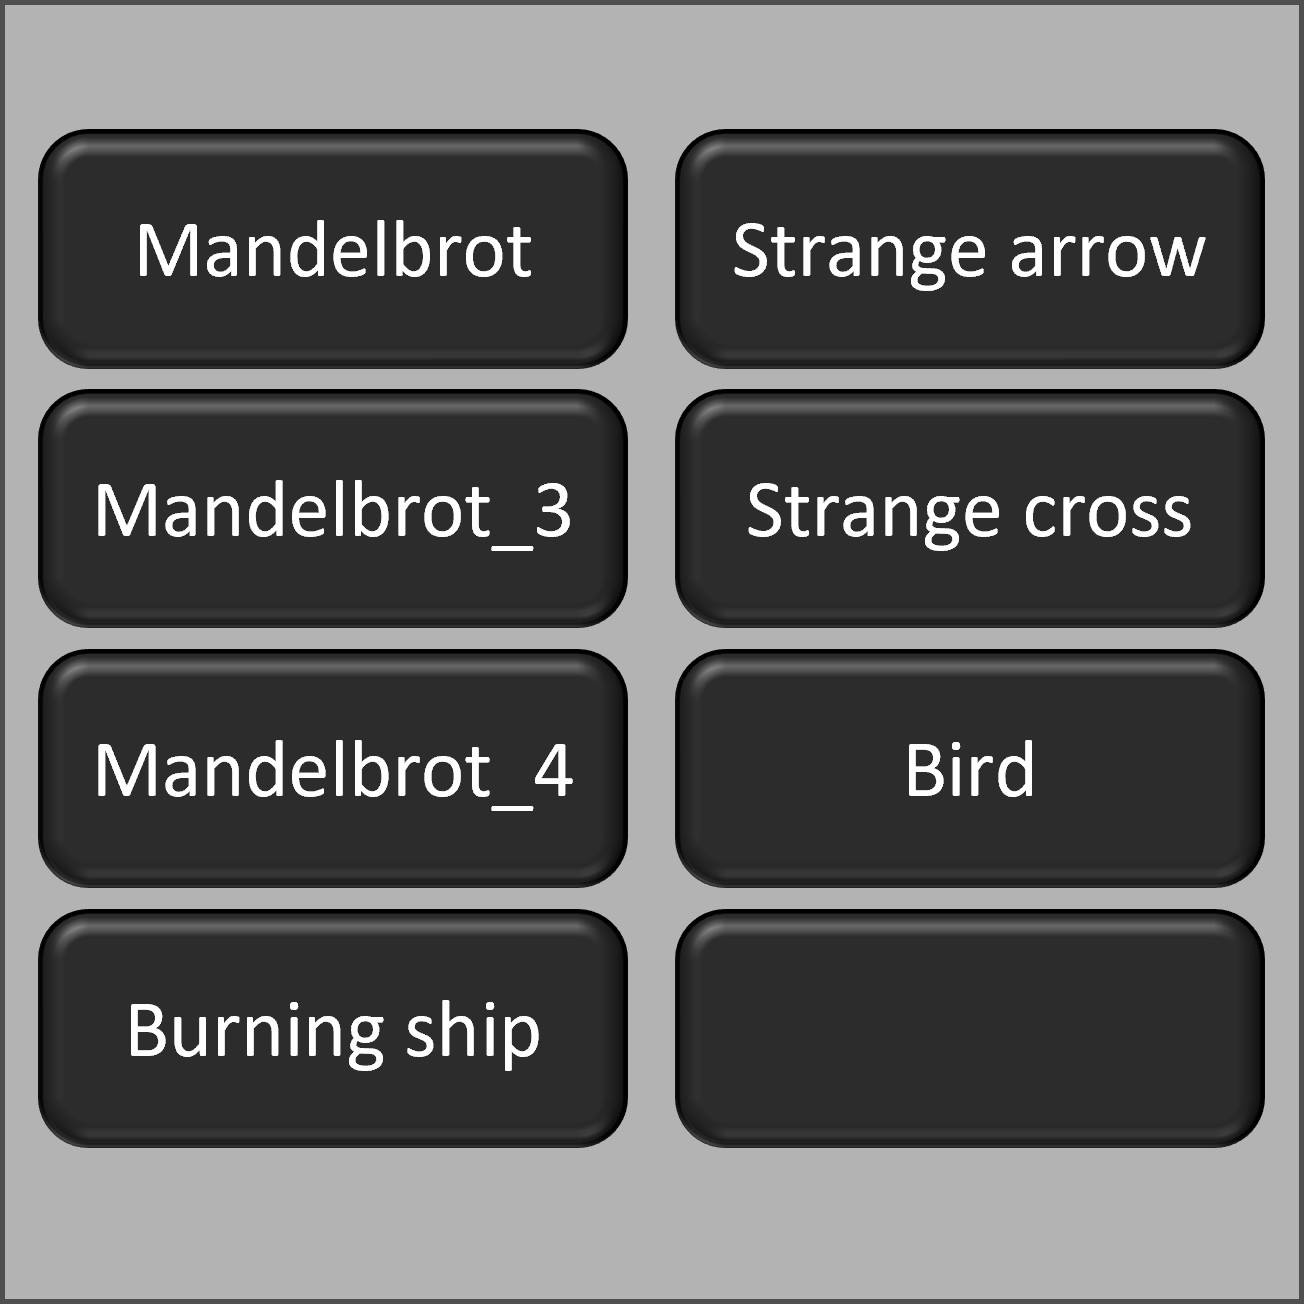 Mandelbrot
Strange arrow
Mandelbrot_3
Strange cross
Mandelbrot_4
Bird
Burning ship